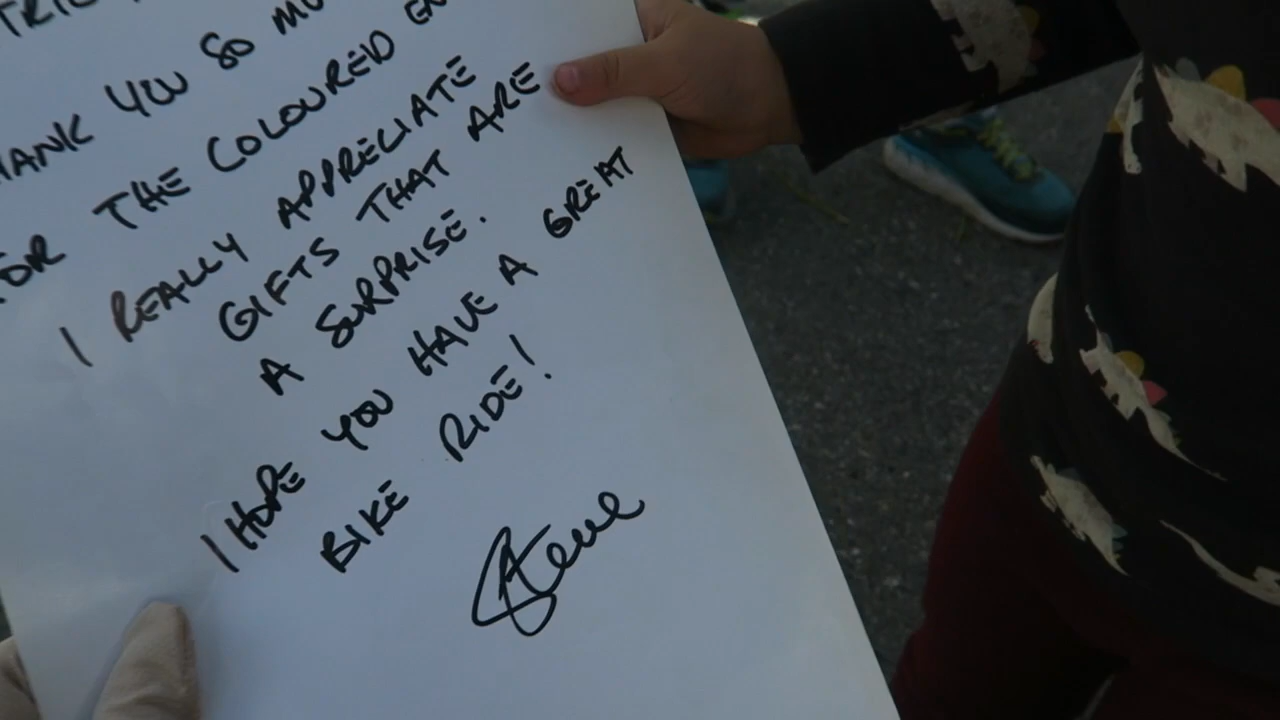 THANK YOU SO MU
FOR THE COLOURED
I REALLY APPRECIATE
GIFTS THAT ARE
A SURPRISE.
I HOPE YOU HAVE A GREAT
BIKE RIDE!
Steve